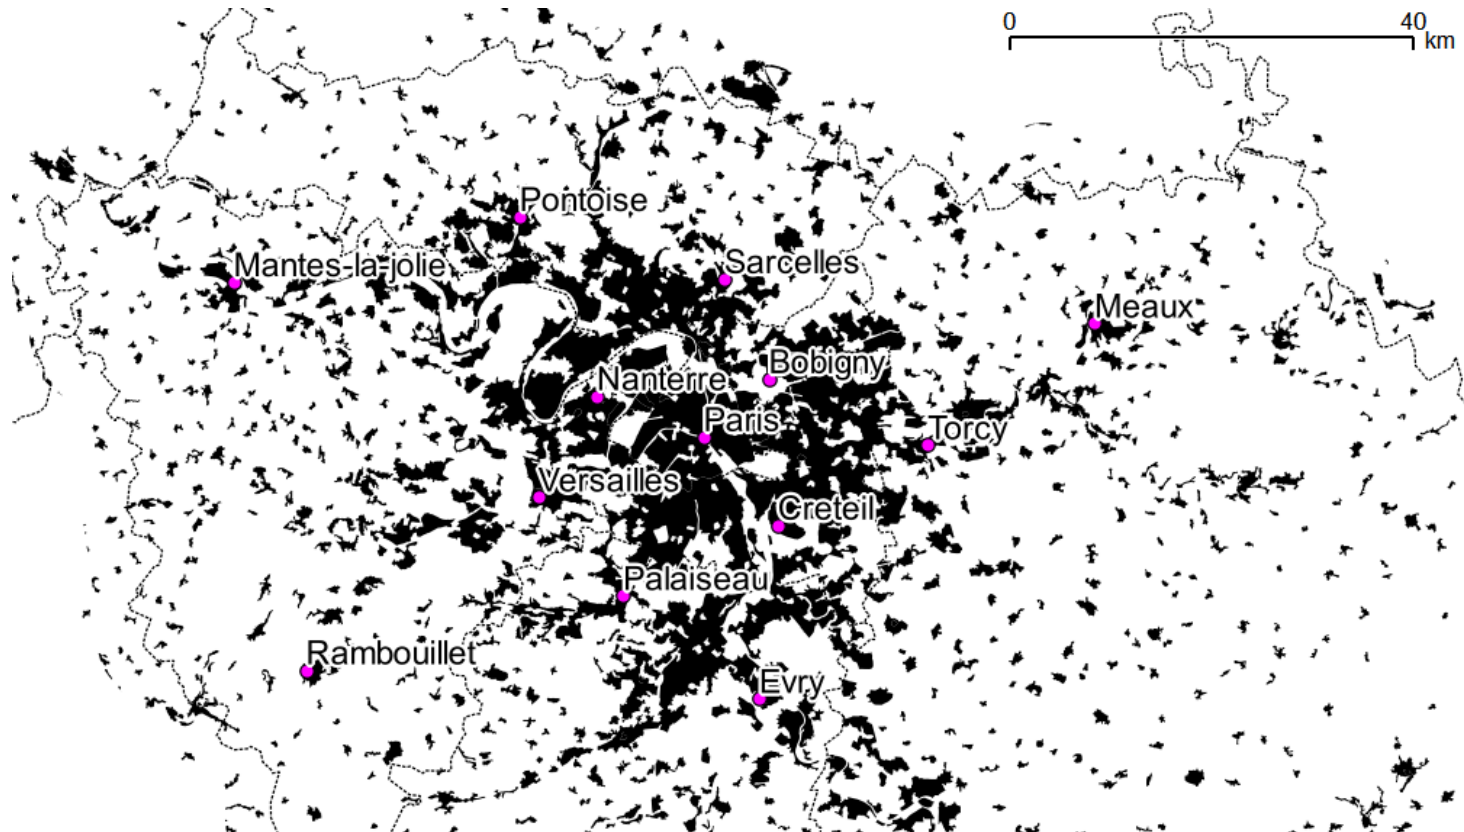 0 40
km
Pontoise
Mantes-la-jolie
Sarcelles
Meaux
Bobigny
Nanterre
Paris
Torcy
Versailles
Creteil
Palaiseau
Rambouillet
Evry